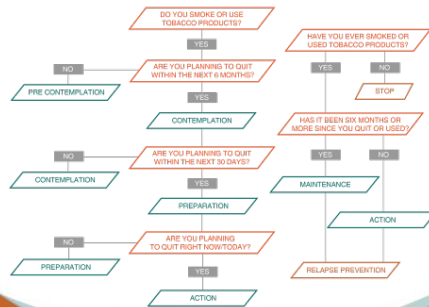 DO YOU SMOKE OR USE
TOBACCO PRODUCTS?
YES
NO
ARE YOU PLANNING TO QUIT
WITHIN THE NEXT 6 MONTHS?
PRE CONTEMPLATION
YES
CONTEMPLATION
NO
ARE YOU PLANNING TO QUIT
WITHIN THE NEXT 30 DAYS?
CONTEMPLATION
YES
PREPARATION
NO
ARE YOU PLANNING
TO QUIT RIGHT NOW/TODAY?
PREPARATION
YES
ACTION
HAVE YOU EVER SMOKED OR
USED TOBACCO PRODUCTS?
YES
NO
STOP
HAS IT BEEN SIX MONTHS OR
MORE SINCE YOU QUIT OR USED?
YES
NO
MAINTENANCE
ACTION
RELAPSE PREVENTION